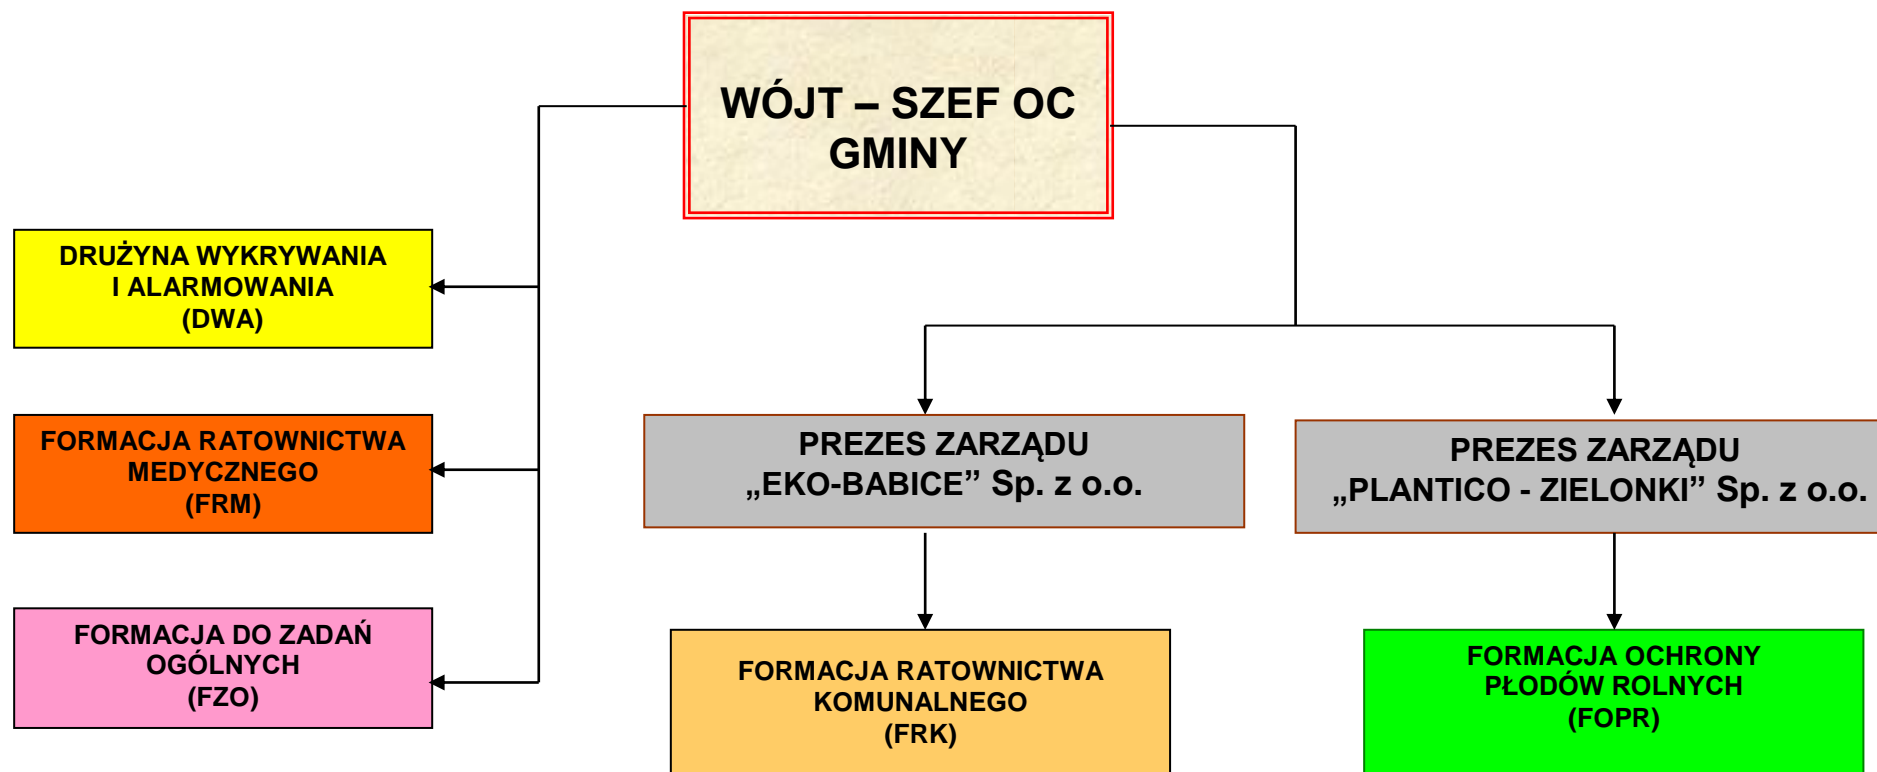 WÓJT – SZEF OC
GMINY
DRUŻYNA WYKRYWANIA
I ALARMOWANIA
(DWA)
FORMACJA RATOWNICTWA
MEDYCZNEGO
(FRM)
FORMACJA DO ZADAŃ
OGÓLNYCH
(FZO)
PREZES ZARZĄDU
„EKO-BABICE” Sp. z o.o.
PREZES ZARZĄDU
„PLANTICO - ZIELONKI” Sp. z o.o.
FORMACJA RATOWNICTWA
KOMUNALNEGO
(FRK)
FORMACJA OCHRONY
PŁODÓW ROLNYCH
(FOPR)